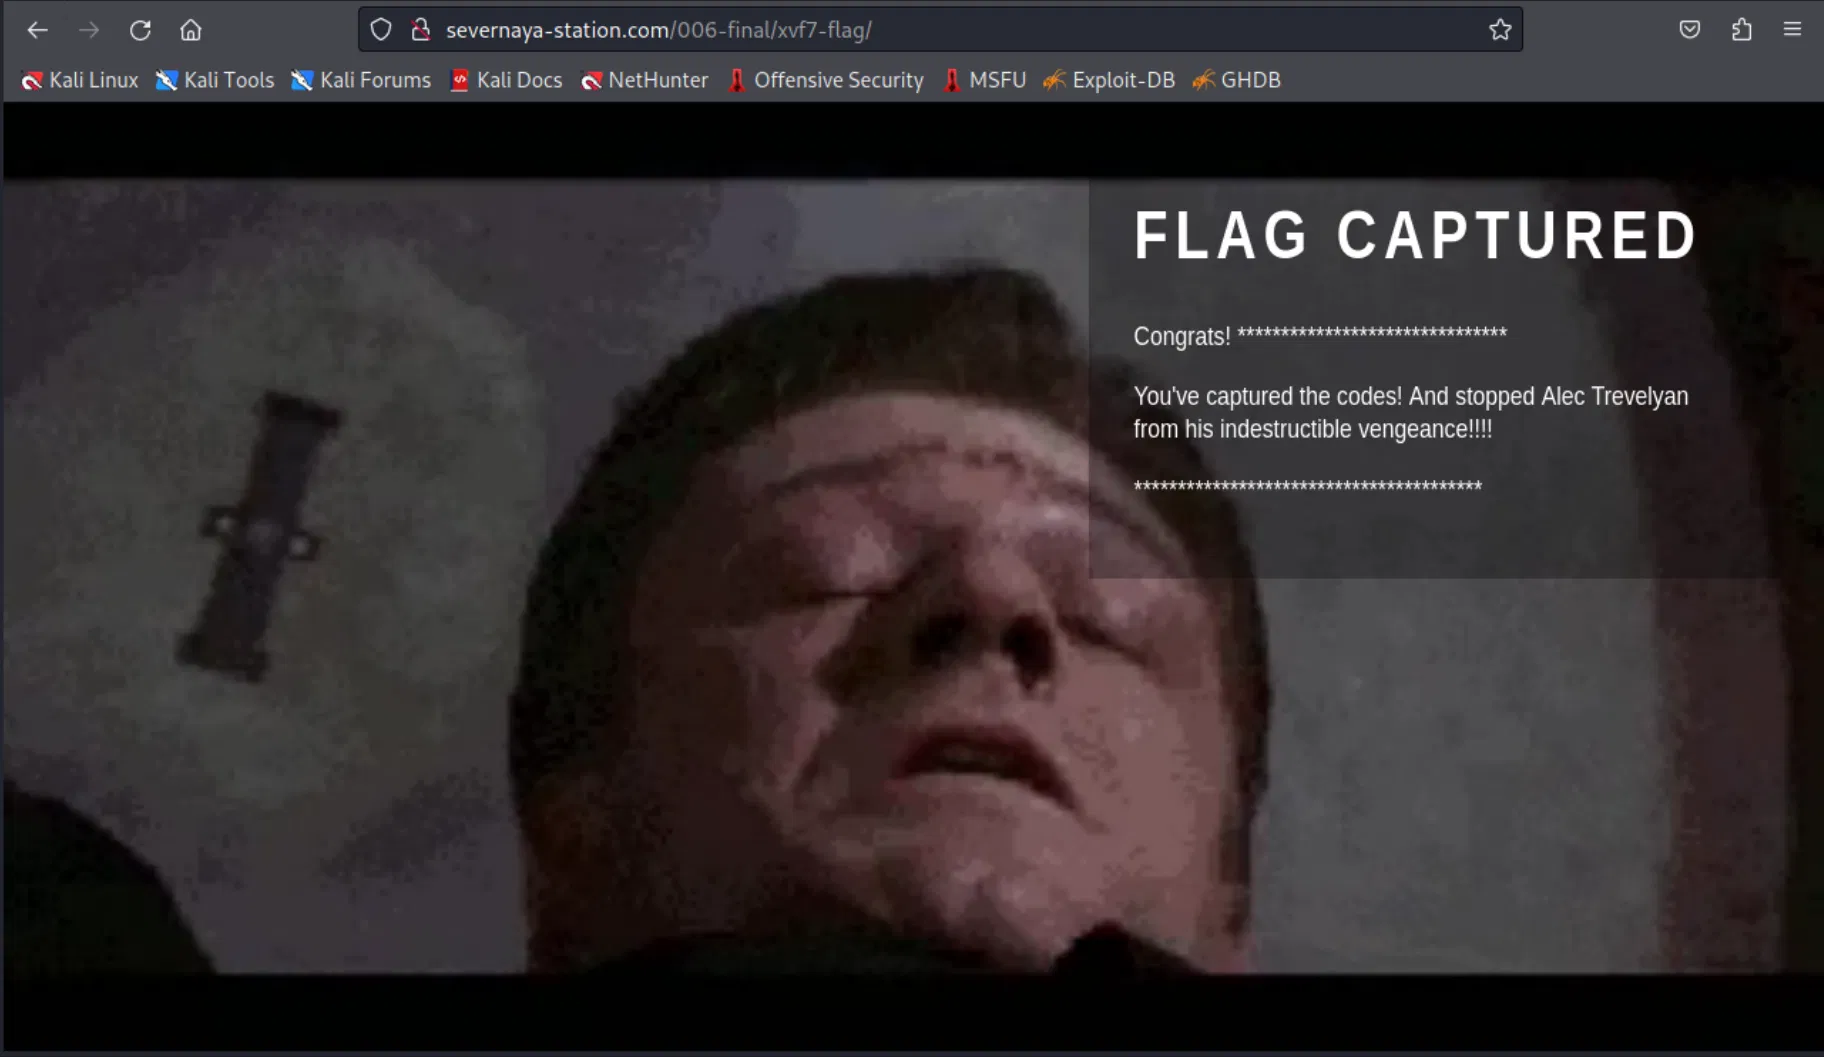 severnaya-station.com/006-final/xvf7-flag/
Kali Linux Kali Tools Kali Forums Kali Docs NetHunter Offensive Security MSFU Exploit-DB GHDB
FLAG CAPTURED
Congrats! *******************************
You've captured the codes! And stopped Alec Trevelyan
from his indestructible vengeance!!!!
****************************************